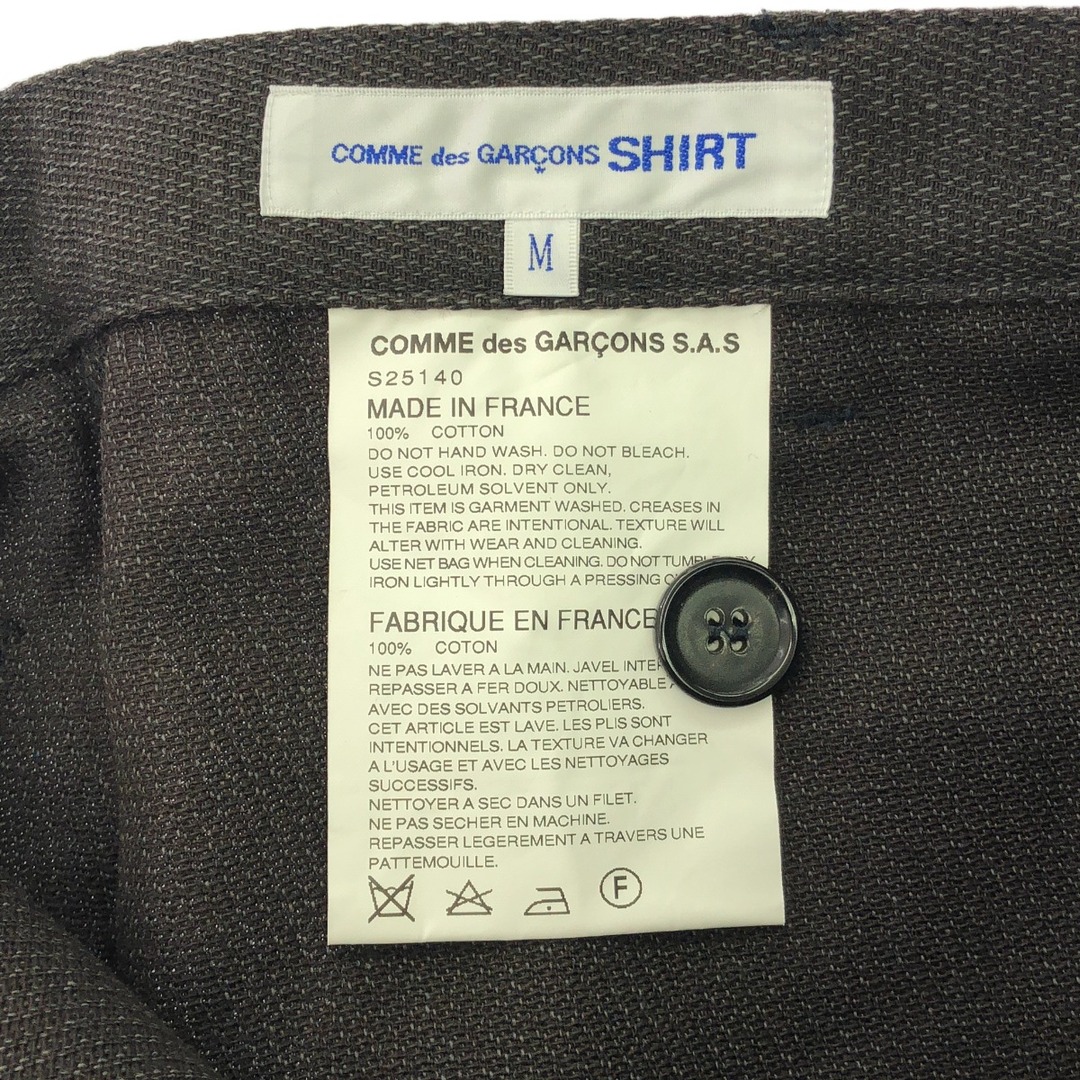 COMME des GARÇONS SHIRT
M
COMME des GARÇONS S.A.S
S25140
MADE IN FRANCE
100% COTTON
DO NOT HAND WASH. DO NOT BLEACH.
USE COOL IRON. DRY CLEAN,
PETROLEUM SOLVENT ONLY.
THIS ITEM IS GARMENT WASHED. CREASES IN
THE FABRIC ARE INTENTIONAL. TEXTURE WILL
ALTER WITH WEAR AND CLEANING.
USE NET BAG WHEN CLEANING. DO NOT TUMBLE DRY
IRON LIGHTLY THROUGH A PRESSING
FABRIQUE EN FRANCE
100% COTON
NE PAS LAVER A LA MAIN. JAVEL
REPASSER A FER DOUX. NETTOYABLE
AVEC DES SOLVANTS PETROLIERS.
CET ARTICLE EST LAVE. LES PLIS SONT
INTENTIONNELS. LA TEXTURE VA CHANGER
A L'USAGE ET AVEC LES NETTOYAGES
SUCCESSIFS.
NETTOYER A SEC DANS UN FILET.
NE PAS SECHER EN MACHINE.
REPASSER LEGEREMENT A TRAVERS UNE
PATTEMOUILLE.
F